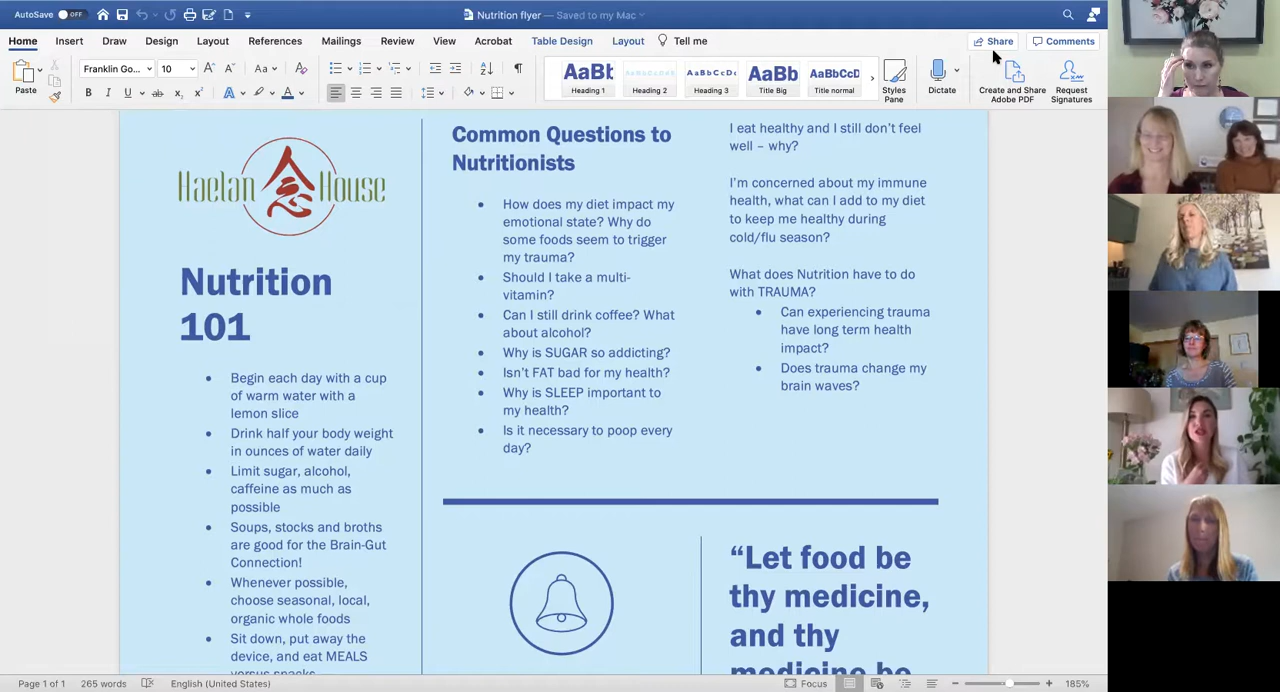 AutoSave OFF
Nutrition flyer — Saved to my Mac
Home Insert Draw Design Layout References Mailings Review View Acrobat Table Design Layout Tell me Share Comments
Paste
Franklin Go... 10
Aa
B I U ab x₂ x² A A
AaBb
Heading 1
AaBbCcDc
Heading 2
AaBbCcDc
Heading 3
AaBb
Title Big
AaBbCcD
Title normal
Styles
Pane
Dictate
Create and Share
Adobe PDF
Request
Signatures
Haelan House
Nutrition
101
Begin each day with a cup
of warm water with a
lemon slice
Drink half your body weight
in ounces of water daily
Limit sugar, alcohol,
caffeine as much as
possible
Soups, stocks and broths
are good for the Brain-Gut
Connection!
Whenever possible,
choose seasonal, local,
organic whole foods
Sit down, put away the
device, and eat MEALS
versus snacks
Common Questions to
Nutritionists
How does my diet impact my
emotional state? Why do
some foods seem to trigger
my trauma?
Should I take a multi-
vitamin?
Can I still drink coffee? What
about alcohol?
Why is SUGAR so addicting?
Isn't FAT bad for my health?
Why is SLEEP important to
my health?
Is it necessary to poop every
day?
I eat healthy and I still don't feel
well – why?
I'm concerned about my immune
health, what can I add to my diet
to keep me healthy during
cold/flu season?
What does Nutrition have to do
with TRAUMA?
Can experiencing trauma
have long term health
impact?
Does trauma change my
brain waves?
“Let food be
thy medicine,
and thy
medicine be
Page 1 of 1 265 words English (United States) Focus 185%